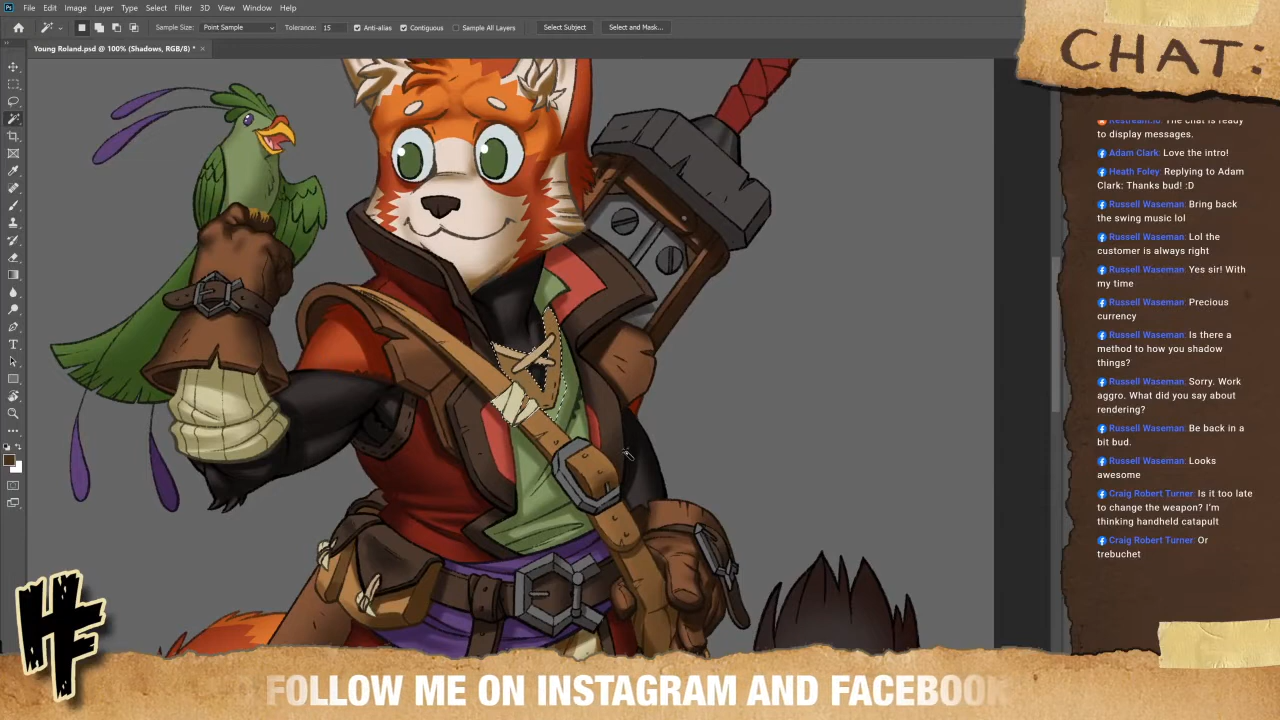 File Edit Image Layer Type Select Filter 3D View Window Help
Sample Size: Point Sample Tolerance: 15 Anti-alias Contiguous Sample All Layers Select Subject Select and Mask...
Young Roland.psd @ 100% (Shadows, RGB/8) *
CHAT:
Restream.io: The chat is ready
to display messages.
Adam Clark: Love the intro!
Heath Foley: Replying to Adam
Clark: Thanks bud! :D
Russell Waseman: Bring back
the swing music lol
Russell Waseman: Lol the
customer is always right
Russell Waseman: Yes sir! With
my time
Russell Waseman: Precious
currency
Russell Waseman: Is there a
method to how you shadow
things?
Russell Waseman: Sorry. Work
aggro. What did you say about
rendering?
Russell Waseman: Be back in a
bit bud.
Russell Waseman: Looks
awesome
Craig Robert Turner: Is it too late
to change the weapon? I'm
thinking handheld catapult
Craig Robert Turner: Or
trebuchet
HF
FOLLOW ME ON INSTAGRAM AND FACEBOOK